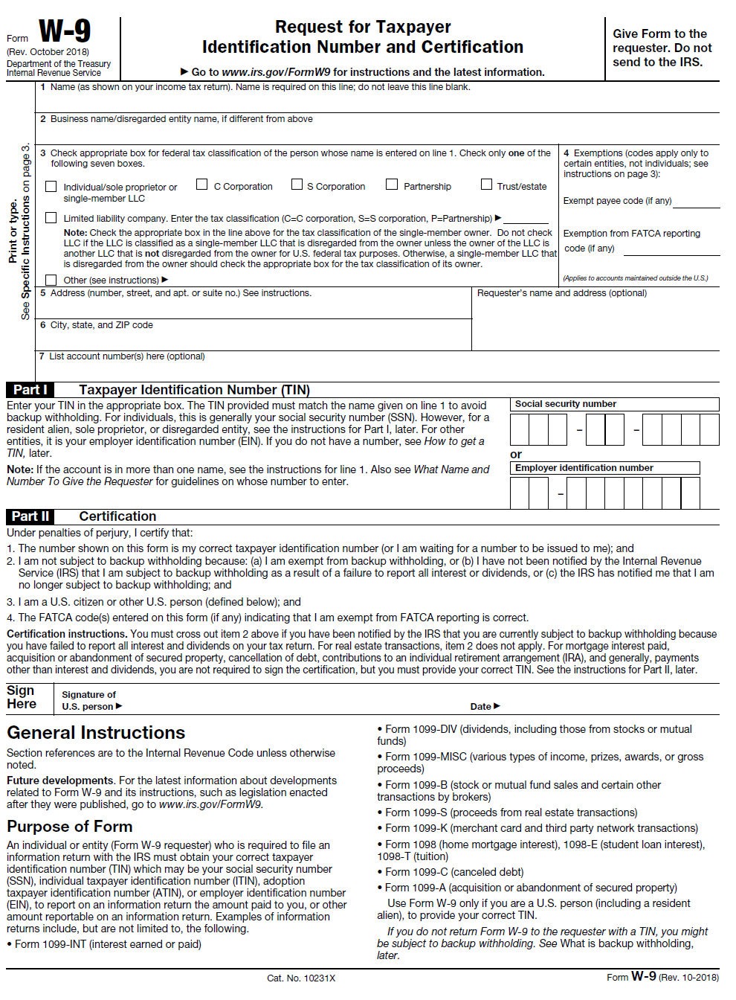 Form W-9
(Rev. October 2018)
Department of the Treasury
Internal Revenue Service
Request for Taxpayer
Identification Number and Certification
▶ Go to www.irs.gov/FormW9 for instructions and the latest information.
Give Form to the
requester. Do not
send to the IRS.
Print or type.
See Specific Instructions on page 3.
1 Name (as shown on your income tax return). Name is required on this line; do not leave this line blank.
2 Business name/disregarded entity name, if different from above
3 Check appropriate box for federal tax classification of the person whose name is entered on line 1. Check only one of the
following seven boxes.
Individual/sole proprietor or
single-member LLC
C Corporation
S Corporation
Partnership
Trust/estate
Limited liability company. Enter the tax classification (C=C corporation, S=S corporation, P=Partnership) ▶
Note: Check the appropriate box in the line above for the tax classification of the single-member owner. Do not check
LLC if the LLC is classified as a single-member LLC that is disregarded from the owner unless the owner of the LLC is
another LLC that is not disregarded from the owner for U.S. federal tax purposes. Otherwise, a single-member LLC that
is disregarded from the owner should check the appropriate box for the tax classification of its owner.
Other (see instructions) ▶
4 Exemptions (codes apply only to
certain entities, not individuals; see
instructions on page 3):
Exempt payee code (if any)
Exemption from FATCA reporting
code (if any)
(Applies to accounts maintained outside the U.S.)
5 Address (number, street, and apt. or suite no.) See instructions.
Requester's name and address (optional)
6 City, state, and ZIP code
7 List account number(s) here (optional)
Part I Taxpayer Identification Number (TIN)
Enter your TIN in the appropriate box. The TIN provided must match the name given on line 1 to avoid
backup withholding. For individuals, this is generally your social security number (SSN). However, for a
resident alien, sole proprietor, or disregarded entity, see the instructions for Part I, later. For other
entities, it is your employer identification number (EIN). If you do not have a number, see How to get a
TIN, later.
Note: If the account is in more than one name, see the instructions for line 1. Also see What Name and
Number To Give the Requester for guidelines on whose number to enter.
Social security number
– –
or
Employer identification number
–
Part II Certification
Under penalties of perjury, I certify that:
1. The number shown on this form is my correct taxpayer identification number (or I am waiting for a number to be issued to me); and
2. I am not subject to backup withholding because: (a) I am exempt from backup withholding, or (b) I have not been notified by the Internal Revenue
Service (IRS) that I am subject to backup withholding as a result of a failure to report all interest or dividends, or (c) the IRS has notified me that I am
no longer subject to backup withholding; and
3. I am a U.S. citizen or other U.S. person (defined below); and
4. The FATCA code(s) entered on this form (if any) indicating that I am exempt from FATCA reporting is correct.
Certification instructions. You must cross out item 2 above if you have been notified by the IRS that you are currently subject to backup withholding because
you have failed to report all interest and dividends on your tax return. For real estate transactions, item 2 does not apply. For mortgage interest paid,
acquisition or abandonment of secured property, cancellation of debt, contributions to an individual retirement arrangement (IRA), and generally, payments
other than interest and dividends, you are not required to sign the certification, but you must provide your correct TIN. See the instructions for Part II, later.
Sign
Here
Signature of
U.S. person ▶
Date ▶
General Instructions
Section references are to the Internal Revenue Code unless otherwise
noted.
Future developments. For the latest information about developments
related to Form W-9 and its instructions, such as legislation enacted
after they were published, go to www.irs.gov/FormW9.
Purpose of Form
An individual or entity (Form W-9 requester) who is required to file an
information return with the IRS must obtain your correct taxpayer
identification number (TIN) which may be your social security number
(SSN), individual taxpayer identification number (ITIN), adoption
taxpayer identification number (ATIN), or employer identification number
(EIN), to report on an information return the amount paid to you, or other
amount reportable on an information return. Examples of information
returns include, but are not limited to, the following.
• Form 1099-INT (interest earned or paid)
• Form 1099-DIV (dividends, including those from stocks or mutual
funds)
• Form 1099-MISC (various types of income, prizes, awards, or gross
proceeds)
• Form 1099-B (stock or mutual fund sales and certain other
transactions by brokers)
• Form 1099-S (proceeds from real estate transactions)
• Form 1099-K (merchant card and third party network transactions)
• Form 1098 (home mortgage interest), 1098-E (student loan interest),
1098-T (tuition)
• Form 1099-C (canceled debt)
• Form 1099-A (acquisition or abandonment of secured property)
Use Form W-9 only if you are a U.S. person (including a resident
alien), to provide your correct TIN.
If you do not return Form W-9 to the requester with a TIN, you might
be subject to backup withholding. See What is backup withholding,
later.
Cat. No. 10231X
Form W-9 (Rev. 10-2018)